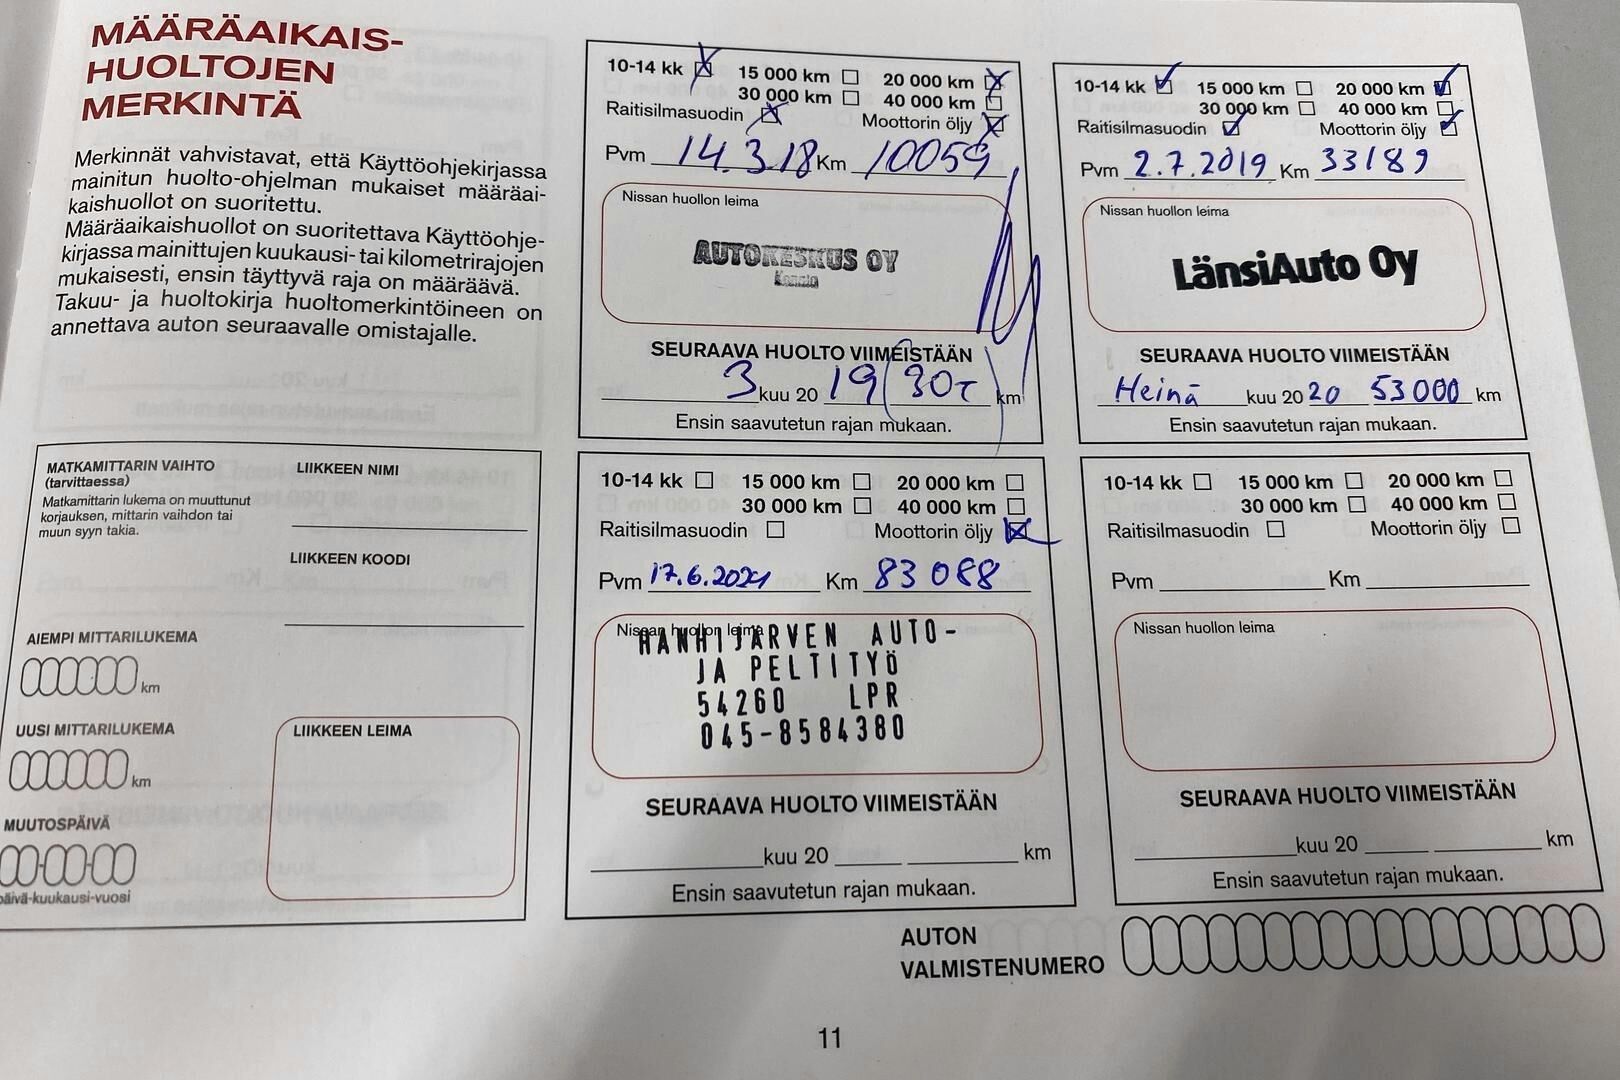 MÄÄRÄAIKAIS-
HUOLTOJEN
MERKINTÄ
Merkinnät vahvistavat, että Käyttöohjekirjassa
mainitun huolto-ohjelman mukaiset määräai-
kaishuollot on suoritettu.
Määräaikaishuollot on suoritettava Käyttöohje-
kirjassa mainittujen kuukausi- tai kilometrirajojen
mukaisesti, ensin täyttyvä raja on määräävä.
Takuu- ja huoltokirja huoltomerkintöineen on
annettava auton seuraavalle omistajalle.
MATKAMITTARIN VAIHTO
(tarvittaessa)
Matkamittarin lukema on muuttunut
korjauksen, mittarin vaihdon tai
muun syyn takia.
LIIKKEEN NIMI
LIIKKEEN KOODI
AIEMPI MITTARILUKEMA
km
UUSI MITTARILUKEMA
km
MUUTOSPÄIVÄ
päivä-kuukausi-vuosi
LIIKKEEN LEIMA
10-14 kk 15 000 km 20 000 km
30 000 km 40 000 km
Raitisilmasuodin Moottorin öljy
Pvm 14.3.18 Km 10059
Nissan huollon leima
AUTOKESKUS OY
SEURAAVA HUOLTO VIIMEISTÄÄN
3 kuu 20 19 (30t) km
Ensin saavutetun rajan mukaan.
10-14 kk 15 000 km 20 000 km
30 000 km 40 000 km
Raitisilmasuodin Moottorin öljy
Pvm 2.7.2019 Km 33189
Nissan huollon leima
LänsiAuto Oy
SEURAAVA HUOLTO VIIMEISTÄÄN
Heinä kuu 20 20 53000 km
Ensin saavutetun rajan mukaan.
10-14 kk 15 000 km 20 000 km
30 000 km 40 000 km
Raitisilmasuodin Moottorin öljy
Pvm 17.6.2021 Km 83 088
Nissan huollon leima
HANHIJÄRVEN AUTO-
JA PELTITYÖ
54260 LPR
045-8584380
SEURAAVA HUOLTO VIIMEISTÄÄN
kuu 20 km
Ensin saavutetun rajan mukaan.
10-14 kk 15 000 km 20 000 km
30 000 km 40 000 km
Raitisilmasuodin Moottorin öljy
Pvm Km
Nissan huollon leima
SEURAAVA HUOLTO VIIMEISTÄÄN
kuu 20 km
Ensin saavutetun rajan mukaan.
AUTON
VALMISTENUMERO
11